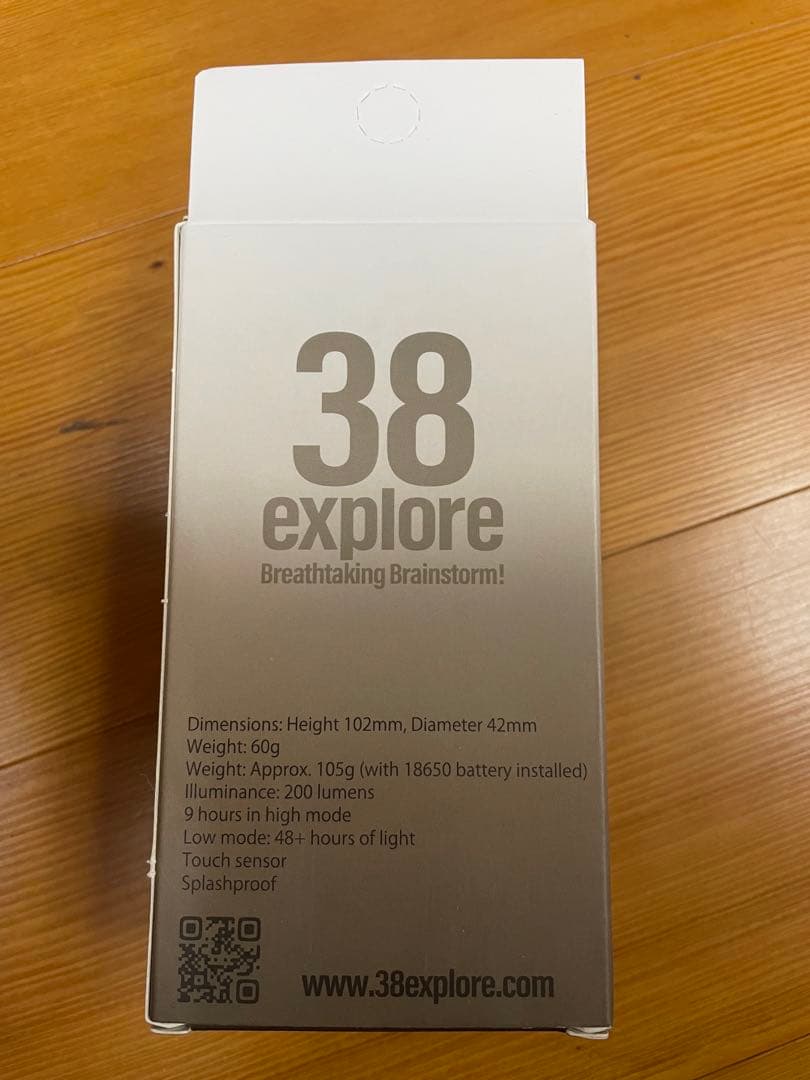 38
explore
Breathtaking Brainstorm!
Dimensions: Height 102mm, Diameter 42mm
Weight: 60g
Weight: Approx. 105g (with 18650 battery installed)
Illuminance: 200 lumens
9 hours in high mode
Low mode: 48+ hours of light
Touch sensor
Splashproof
www.38explore.com